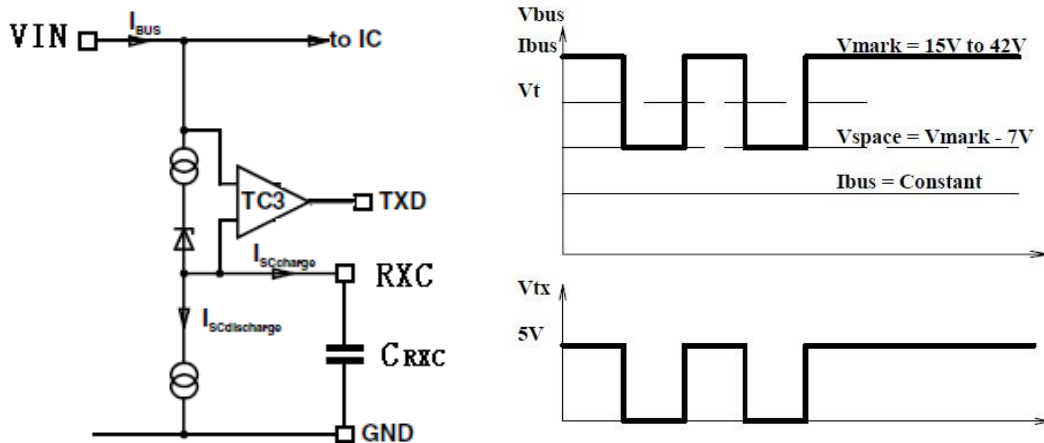 VIN
IBUS
to IC
TC3
TXD
ISCcharge
RXC
ISCdischarge
CRXC
GND
Vbus
Ibus
Vmark = 15V to 42V
Vt
Vspace = Vmark - 7V
Ibus = Constant
Vtx
5V